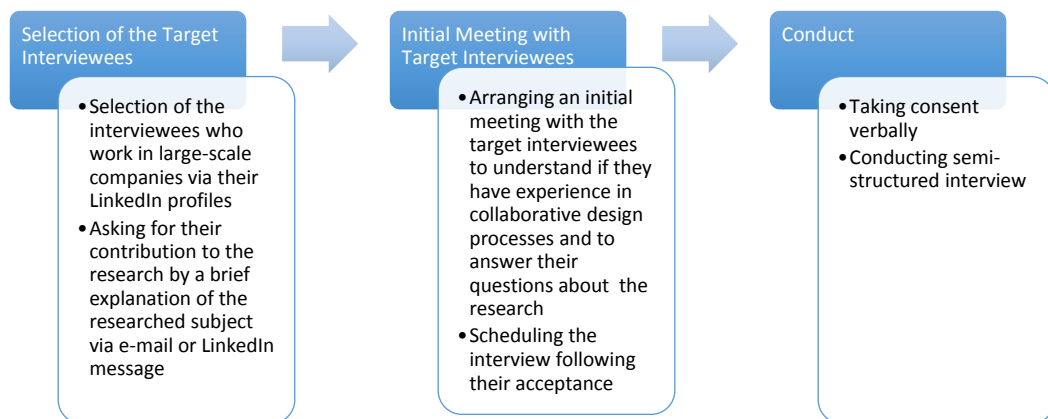 Selection of the Target
Interviewees
•Selection of the
interviewees who
work in large-scale
companies via their
LinkedIn profiles
•Asking for their
contribution to the
research by a brief
explanation of the
researched subject
via e-mail or LinkedIn
message
Initial Meeting with
Target Interviewees
•Arranging an initial
meeting with the
target interviewees
to understand if they
have experience in
collaborative design
processes and to
answer their
questions about  the
research
•Scheduling the
interview following
their acceptance
Conduct
•Taking consent
verbally
•Conducting semi-
structured interview